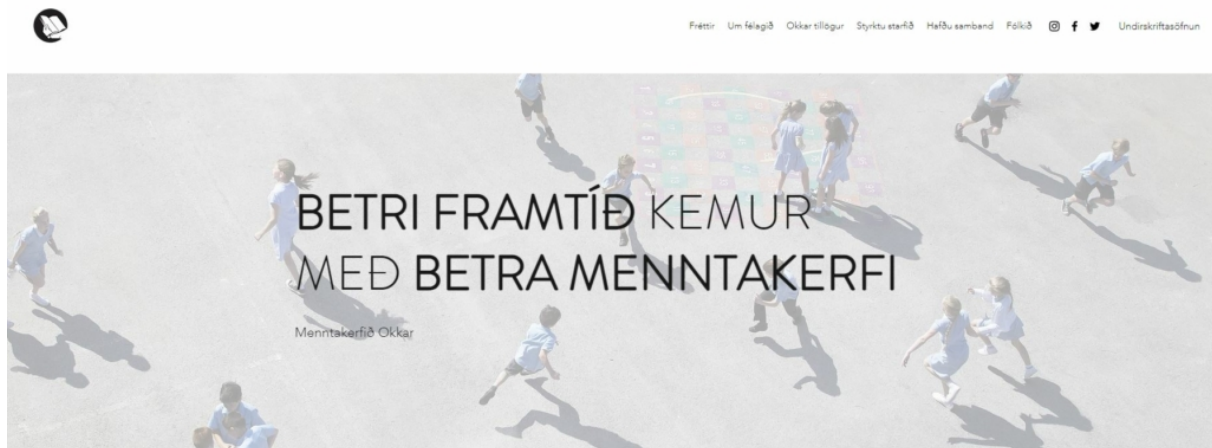 Fréttir Um félagið Okkar tillögur Styrktu starfið Hafðu samband Fólkið Undirskriftasöfnun
BETRI FRAMTÍÐ KEMUR
MEÐ BETRA MENNTAKERFI
Menntakerfið Okkar